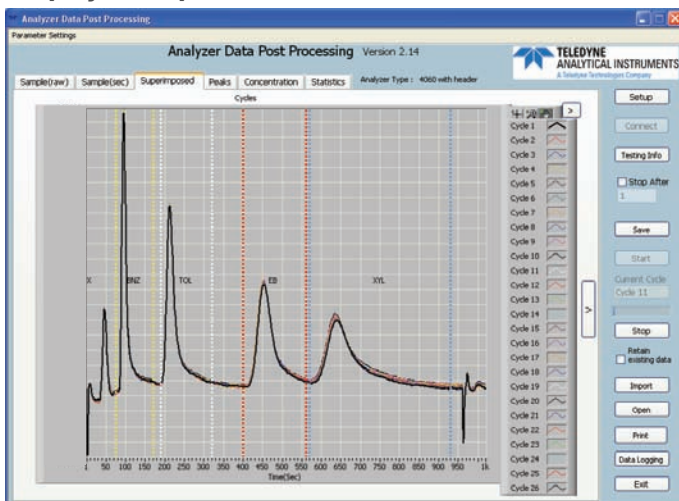 Analyzer Data Post Processing
Parameter Settings
Analyzer Data Post Processing Version 2.14
TELEDYNE
ANALYTICAL INSTRUMENTS
A Teledyne Technologies Company
Sample(raw) Sample(sec) Superimposed Peaks Concentration Statistics Analyzer Type : 4060 with header
Cycles
X BNZ TOL EB XYL
1 50 100 150 200 250 300 350 400 450 500 550 600 650 700 750 800 850 900 950 1k
Time(Sec)
>
Cycle 1
Cycle 2
Cycle 3
Cycle 4
Cycle 5
Cycle 6
Cycle 7
Cycle 8
Cycle 9
Cycle 10
Cycle 11
Cycle 12
Cycle 13
Cycle 14
Cycle 15
Cycle 16
Cycle 17
Cycle 18
Cycle 19
Cycle 20
Cycle 21
Cycle 22
Cycle 23
Cycle 24
Cycle 25
Cycle 26
>
Setup
Connect
Testing Info
Stop After
1
Save
Start
Current Cycle
Cycle 11
Stop
Retain
existing data
Import
Open
Print
Data Logging
Exit